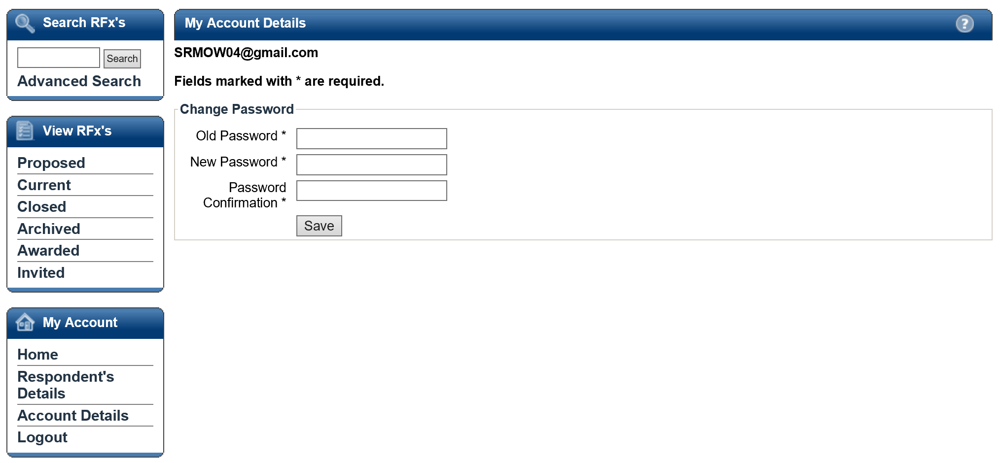 Search RFx's
Search
Advanced Search
View RFx's
Proposed
Current
Closed
Archived
Awarded
Invited
My Account
Home
Respondent's
Details
Account Details
Logout
My Account Details
?
SRMOW04@gmail.com
Fields marked with * are required.
Change Password
Old Password *
New Password *
Password
Confirmation *
Save